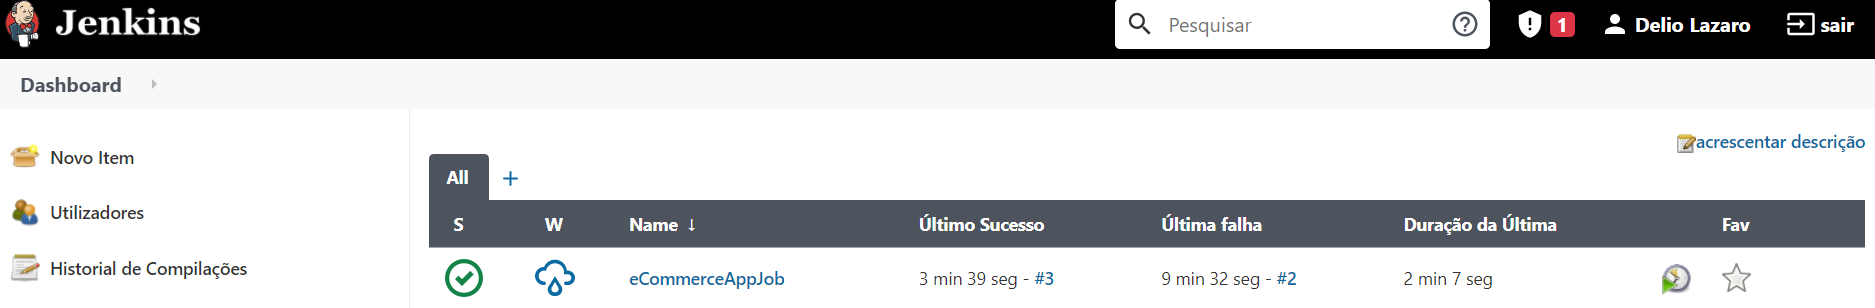 Jenkins
Pesquisar
1
Delio Lazaro
sair
Dashboard
Novo Item
Utilizadores
Historial de Compilações
acrescentar descrição
All +
S W Name ↓ Último Sucesso Última falha Duração da Última Fav
eCommerceAppJob 3 min 39 seg - #3 9 min 32 seg - #2 2 min 7 seg